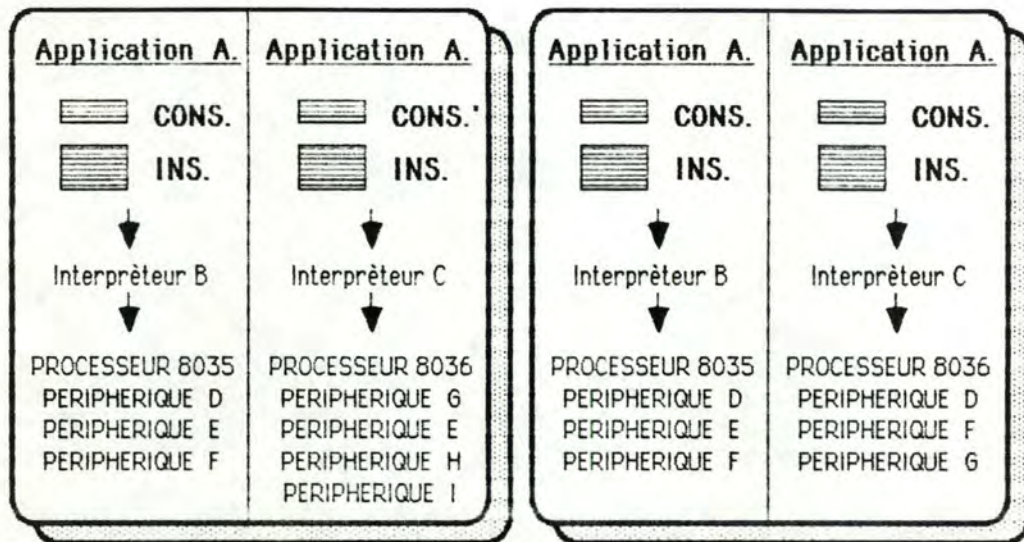 Application A.
CONS.
INS.
Interprèteur B
PROCESSEUR 8035
PERIPHERIQUE D
PERIPHERIQUE E
PERIPHERIQUE F
Application A.
CONS.'
INS.
Interprèteur C
PROCESSEUR 8036
PERIPHERIQUE G
PERIPHERIQUE E
PERIPHERIQUE H
PERIPHERIQUE I
Application A.
CONS.
INS.
Interprèteur B
PROCESSEUR 8035
PERIPHERIQUE D
PERIPHERIQUE E
PERIPHERIQUE F
Application A.
CONS.
INS.
Interprèteur C
PROCESSEUR 8036
PERIPHERIQUE D
PERIPHERIQUE F
PERIPHERIQUE G